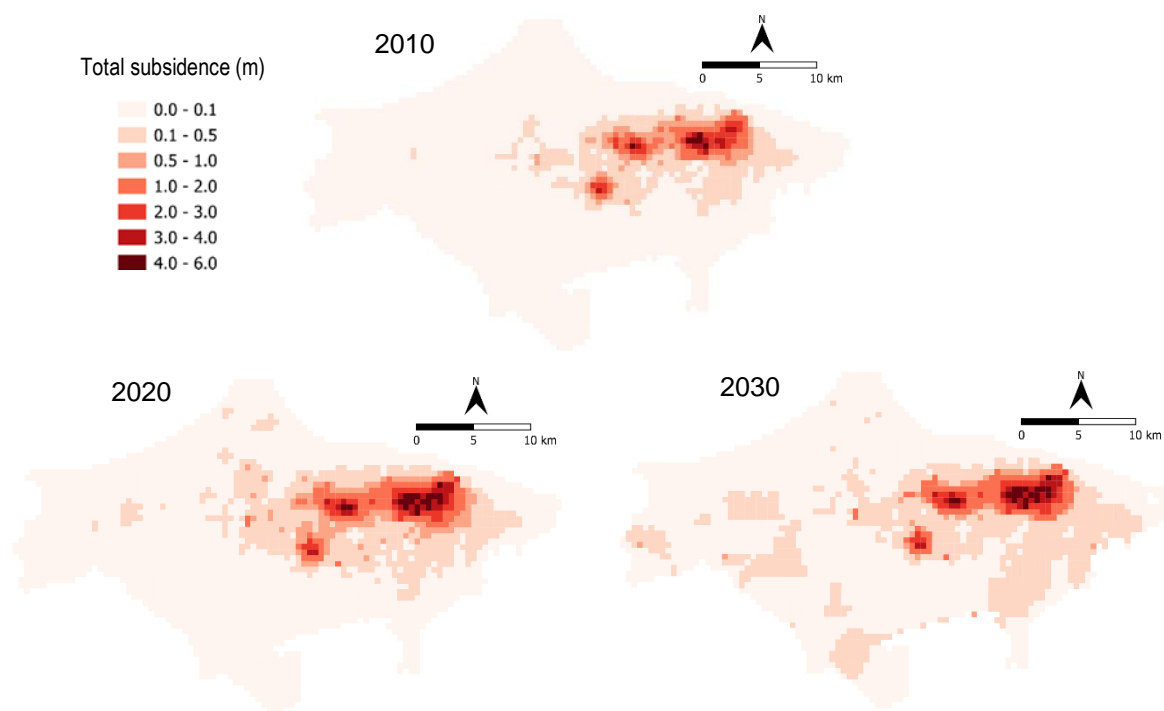 2010
N
0 5 10 km
Total subsidence (m)
0.0 - 0.1
0.1 - 0.5
0.5 - 1.0
1.0 - 2.0
2.0 - 3.0
3.0 - 4.0
4.0 - 6.0
2020
N
0 5 10 km
2030
N
0 5 10 km